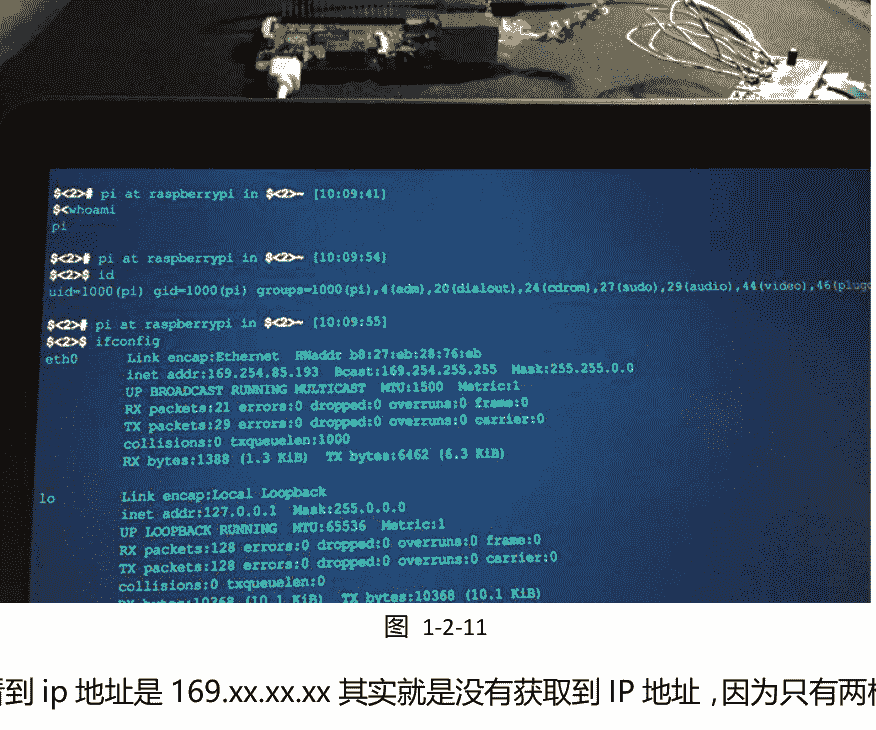 $<2># pi at raspberrypi in $<2>~ [10:09:41]
$<whoami
pi
$<2># pi at raspberrypi in $<2>~ [10:09:54]
$<2>$ id
uid=1000(pi) gid=1000(pi) groups=1000(pi),4(adm),20(dialout),24(cdrom),27(sudo),29(audio),44(video),46(plugd
$<2># pi at raspberrypi in $<2>~ [10:09:55]
$<2>$ ifconfig
eth0 Link encap:Ethernet HWaddr b8:27:eb:28:76:eb
inet addr:169.254.85.193 Bcast:169.254.255.255 Mask:255.255.0.0
UP BROADCAST RUNNING MULTICAST MTU:1500 Metric:1
RX packets:21 errors:0 dropped:0 overruns:0 frame:0
TX packets:29 errors:0 dropped:0 overruns:0 carrier:0
collisions:0 txqueuelen:1000
RX bytes:1388 (1.3 KiB) TX bytes:6462 (6.3 KiB)
lo Link encap:Local Loopback
inet addr:127.0.0.1 Mask:255.0.0.0
UP LOOPBACK RUNNING MTU:65536 Metric:1
RX packets:128 errors:0 dropped:0 overruns:0 frame:0
TX packets:128 errors:0 dropped:0 overruns:0 carrier:0
collisions:0 txqueuelen:0
RX bytes:10368 (10.1 KiB) TX bytes:10368 (10.1 KiB)
图 1-2-11
到 ip 地址是 169.xx.xx.xx 其实就是没有获取到 IP 地址 ,因为只有两